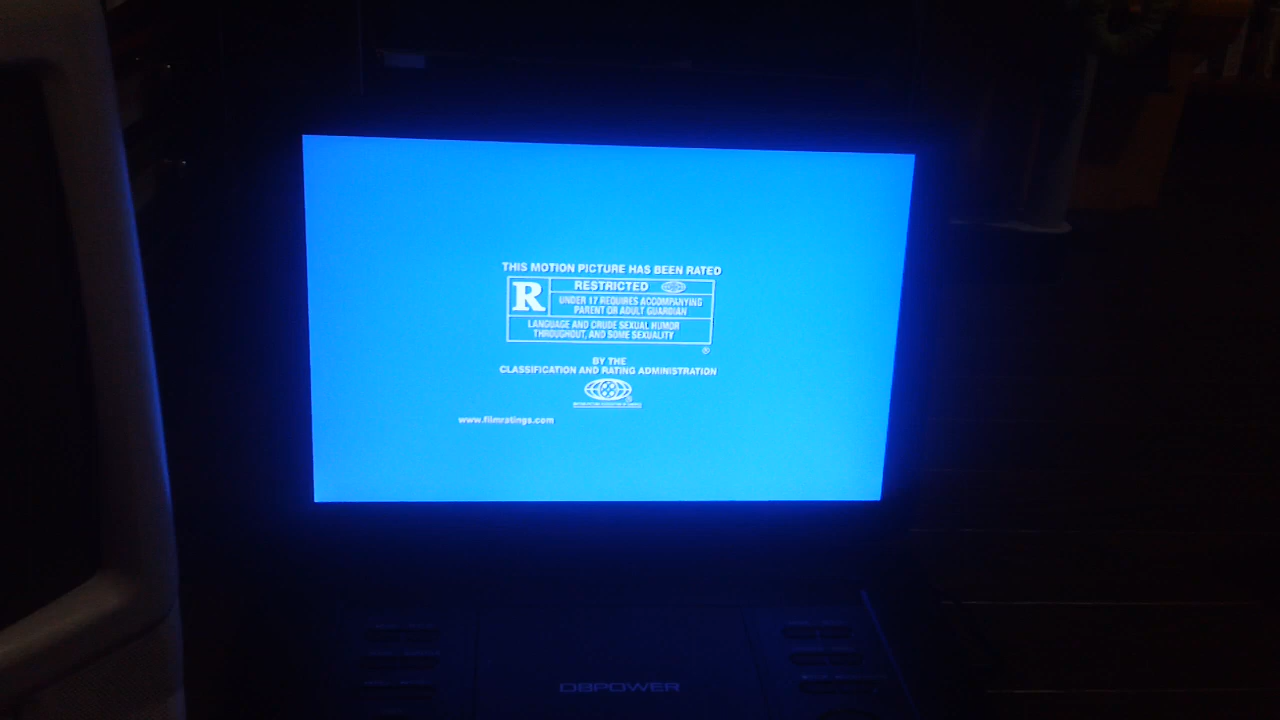 THIS MOTION PICTURE HAS BEEN RATED
R
RESTRICTED
UNDER 17 REQUIRES ACCOMPANYING
PARENT OR ADULT GUARDIAN
LANGUAGE AND CRUDE SEXUAL HUMOR
THROUGHOUT, AND SOME SEXUALITY
®
BY THE
CLASSIFICATION AND RATING ADMINISTRATION
www.filmratings.com
DBPOWER